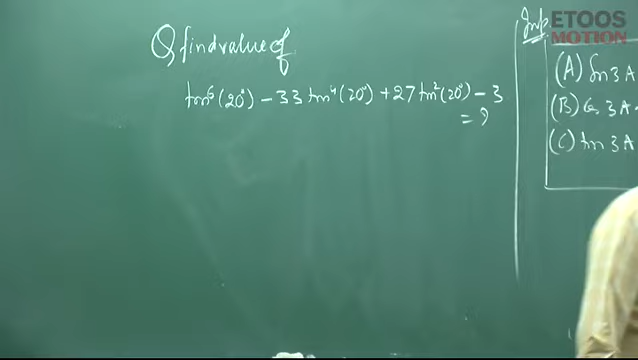 Q find value of
tan⁶(20°) − 33 tan⁴(20°) + 27 tan²(20°) − 3
= ?
Imp
ETOOS
MOTION
(A) Sin 3A
(B) Cos 3A
(C) tan 3A